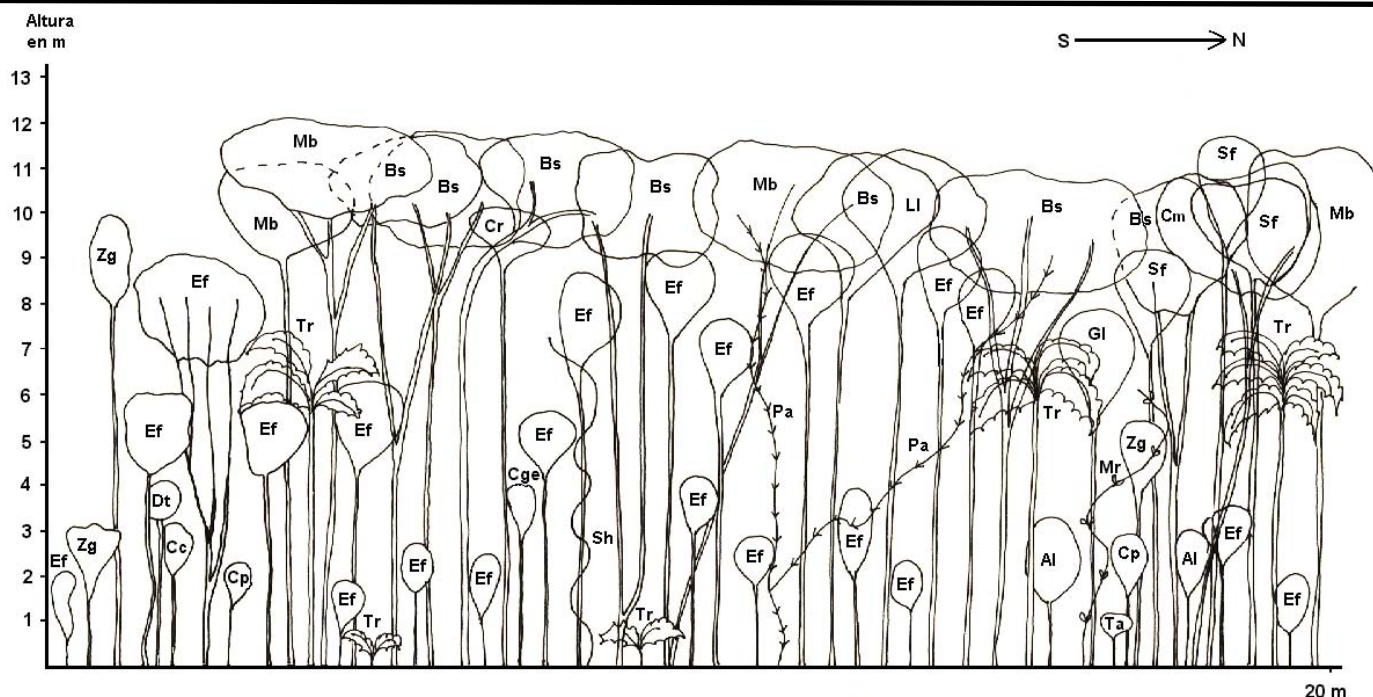 Altura
en m
S N
13
12
11
10
9
8
7
6
5
4
3
2
1
Mb
Bs
Bs
Bs
Bs
Mb
Bs
Ll
Bs
Bs
Cm
Sf
Sf
Mb
Mb
Cr
Zg
Ef
Ef
Ef
Ef
Ef
Sf
Tr
Ef
Gl
Tr
Ef
Tr
Ef
Ef
Ef
Ef
Pa
Pa
Zg
Mr
Dt
Cge
Ef
Zg
Cc
Sh
Ef
Ef
Ef
Cp
Ef
Ef
Ef
Ef
Al
Cp
Al
Ef
Ef
Tr
Tr
Ta
Ef
20 m